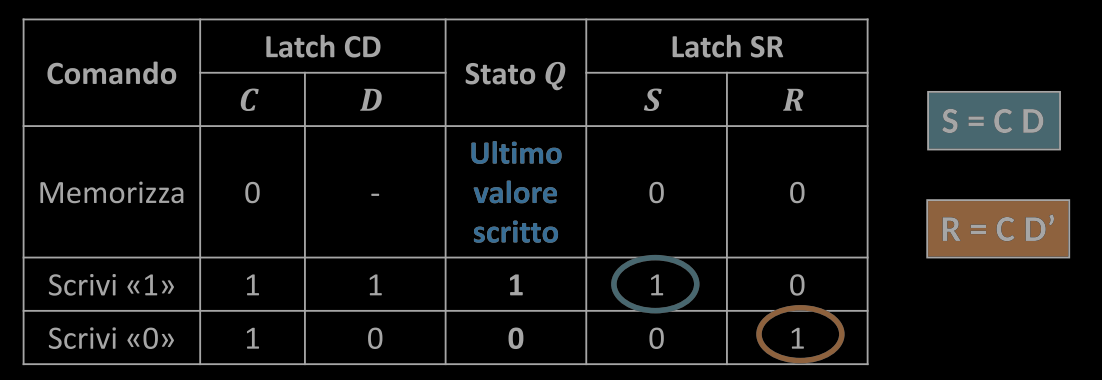 Comando Latch CD Stato Q Latch SR
C D S R
Memorizza 0 - Ultimo valore scritto 0 0
Scrivi «1» 1 1 1 1 0
Scrivi «0» 1 0 0 0 1
S = C D
R = C D’